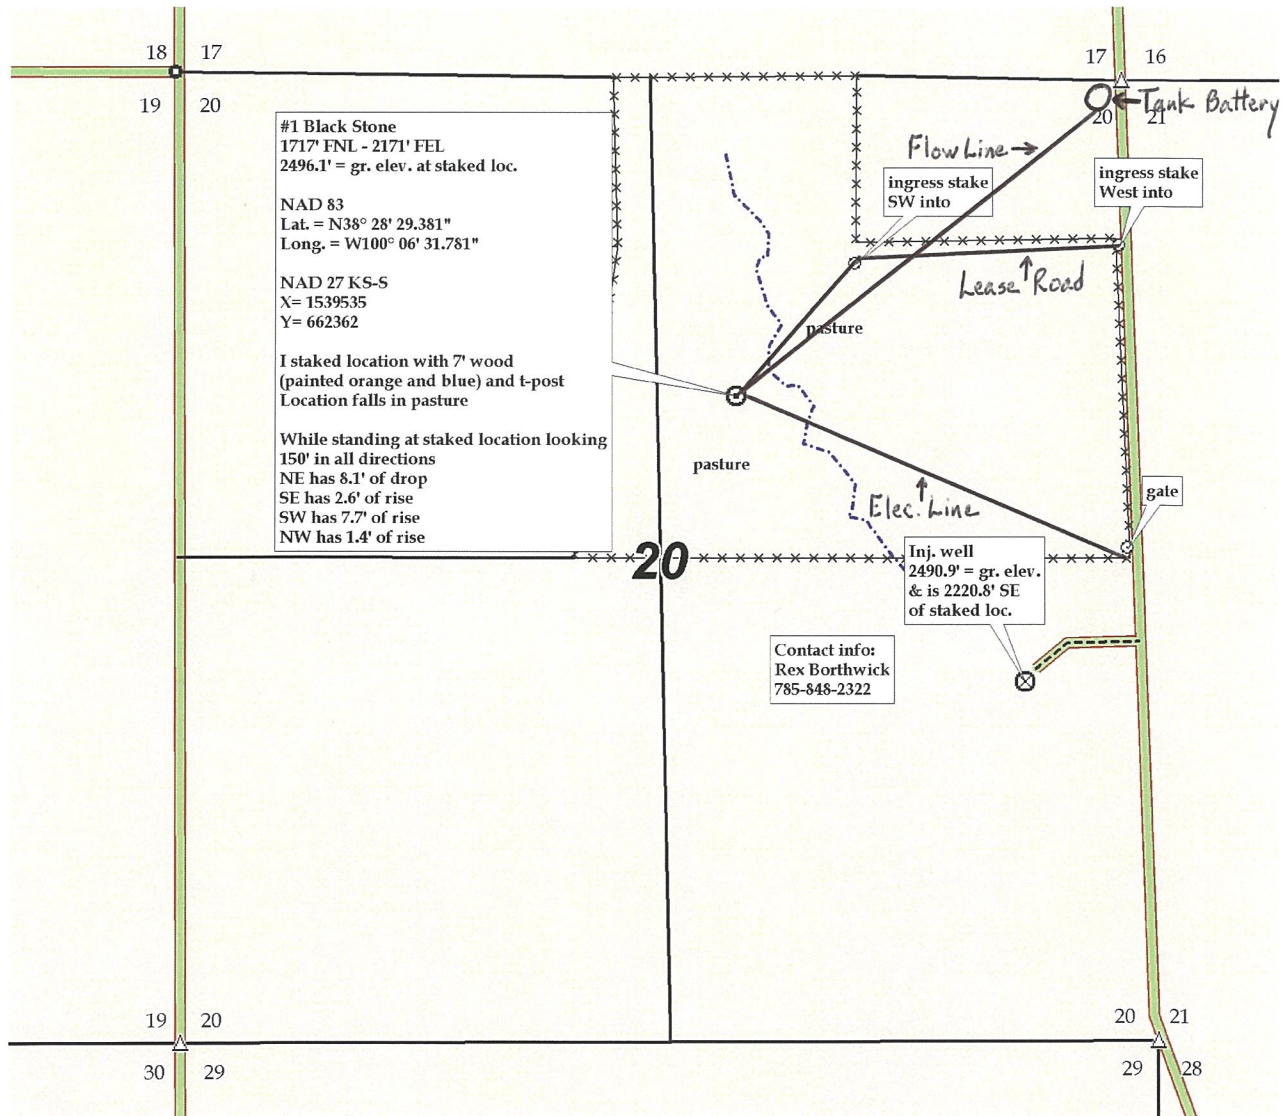 18 17
17 16
19 20
20 21
Tank Battery
#1 Black Stone
1717' FNL - 2171' FEL
2496.1' = gr. elev. at staked loc.
NAD 83
Lat. = N38° 28' 29.381"
Long. = W100° 06' 31.781"
NAD 27 KS-S
X= 1539535
Y= 662362
I staked location with 7' wood
(painted orange and blue) and t-post
Location falls in pasture
While standing at staked location looking
150' in all directions
NE has 8.1' of drop
SE has 2.6' of rise
SW has 7.7' of rise
NW has 1.4' of rise
Flow Line
ingress stake
SW into
ingress stake
West into
Lease Road
pasture
pasture
Elec. Line
gate
20
Inj. well
2490.9' = gr. elev.
& is 2220.8' SE
of staked loc.
Contact info:
Rex Borthwick
785-848-2322
19 20
20 21
30 29
29 28